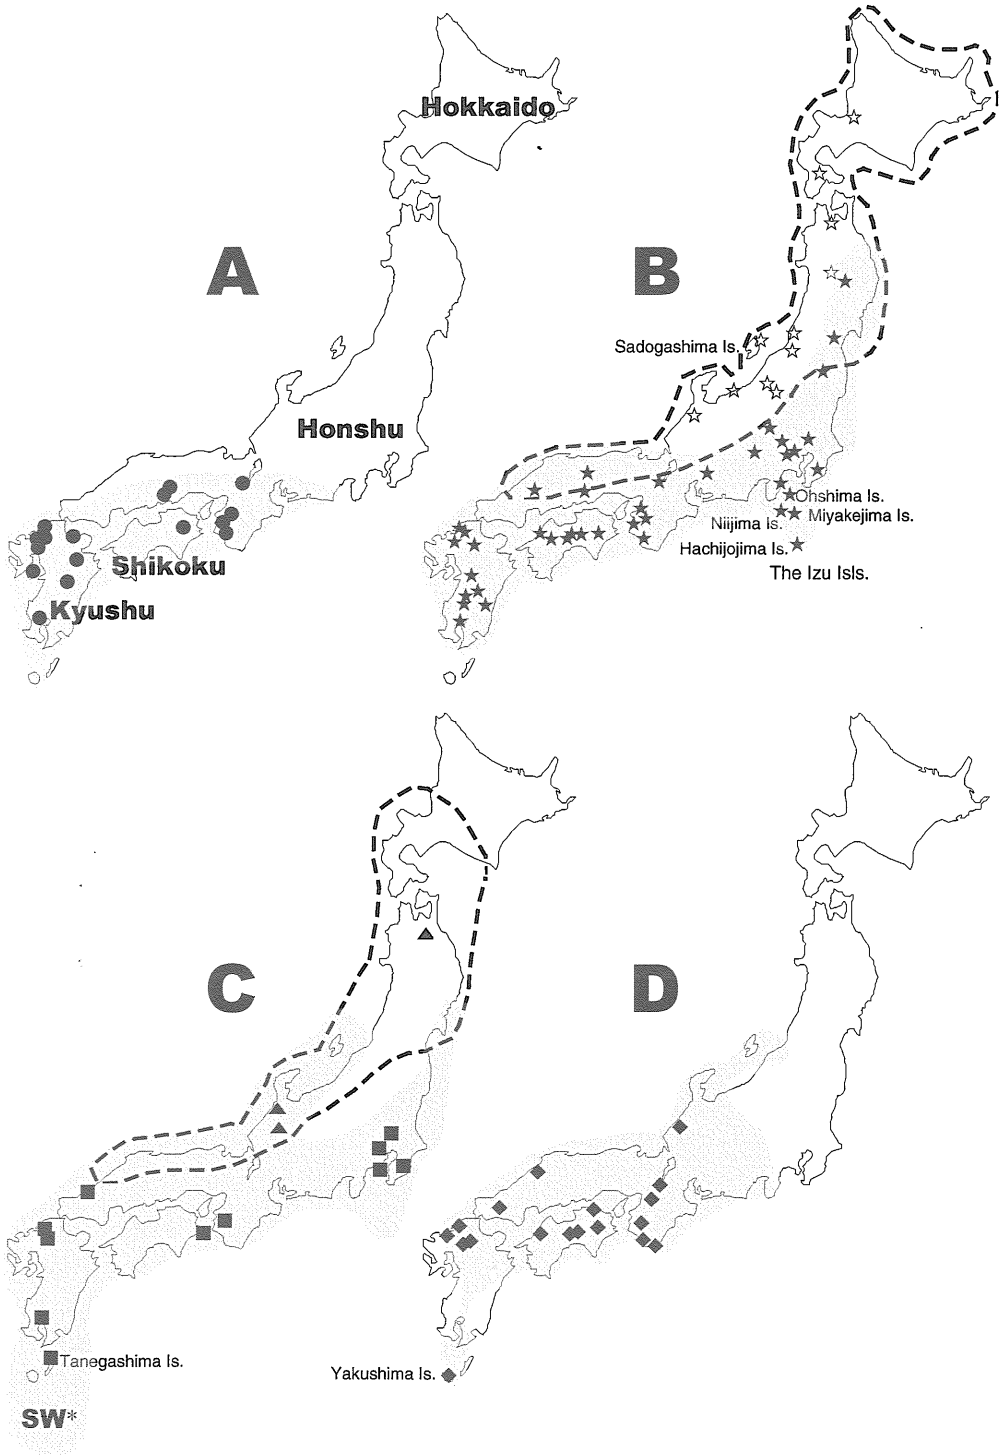 Hokkaido
A
B
Sadogashima Is.
Honshu
Ohshima Is.
Miyakejima Is.
Niijima Is.
Hachijojima Is.
Shikoku
The Izu Isls.
Kyushu
C
D
Tanegashima Is.
Yakushima Is.
SW*